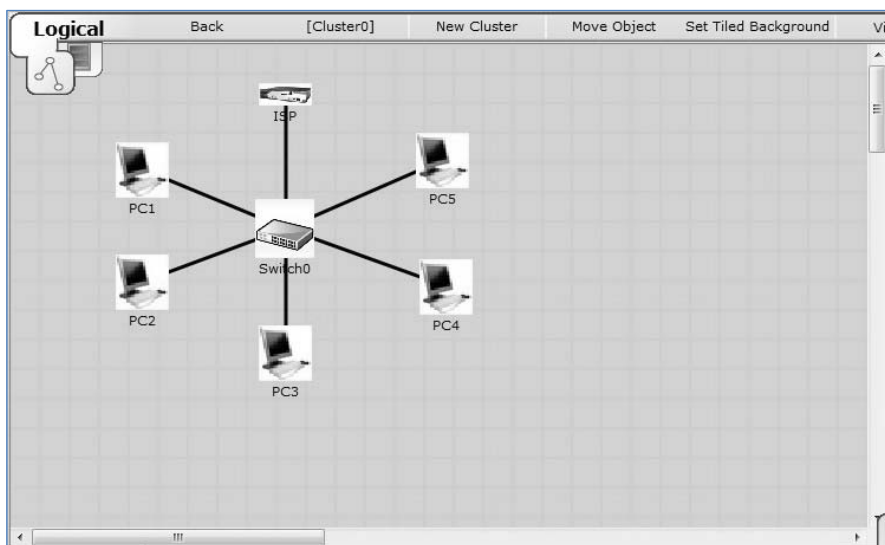 Logical Back [Cluster0] New Cluster Move Object Set Tiled Background
ISP
PC1
PC5
Switch0
PC2
PC4
PC3